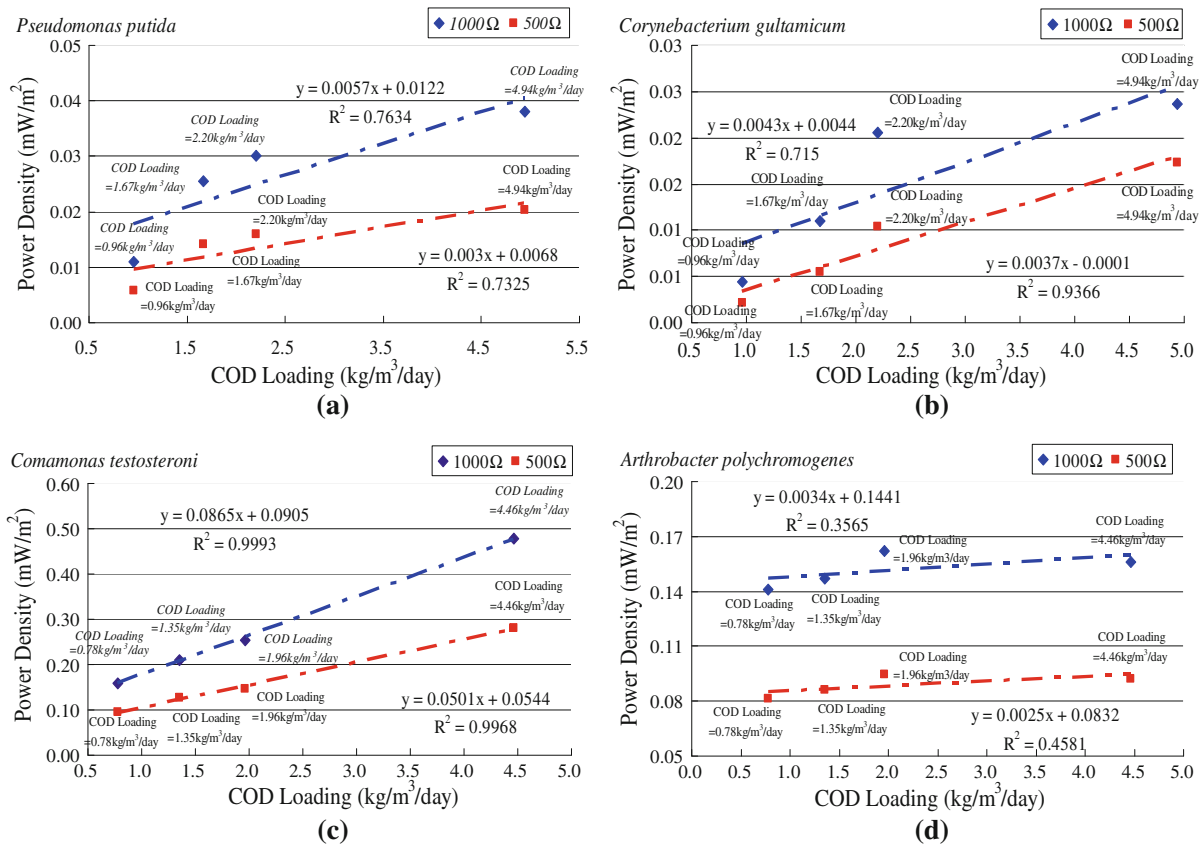 Pseudomonas putida
1000Ω 500Ω
0.05
0.04
0.03
0.02
0.01
0.00
Power Density (mW/m²)
COD Loading
=4.94kg/m³/day
y = 0.0057x + 0.0122
R² = 0.7634
COD Loading
=2.20kg/m³/day
COD Loading
=1.67kg/m³/day
COD Loading
=4.94kg/m³/day
COD Loading
=2.20kg/m³/day
COD Loading
=0.96kg/m³/day
y = 0.003x + 0.0068
R² = 0.7325
COD Loading
=1.67kg/m³/day
COD Loading
=0.96kg/m³/day
0.5 1.5 2.5 3.5 4.5 5.5
COD Loading (kg/m³/day)
(a)
Corynebacterium gultamicum
1000Ω 500Ω
0.03
0.03
0.02
0.02
0.01
0.01
0.00
Power Density (mW/m²)
COD Loading
=4.94kg/m³/day
COD Loading
=2.20kg/m³/day
y = 0.0043x + 0.0044
R² = 0.715
COD Loading
=1.67kg/m³/day
COD Loading
=2.20kg/m³/day
COD Loading
=4.94kg/m³/day
COD Loading
=0.96kg/m³/day
y = 0.0037x - 0.0001
R² = 0.9366
COD Loading
=1.67kg/m³/day
COD Loading
=0.96kg/m³/day
0.5 1.0 1.5 2.0 2.5 3.0 3.5 4.0 4.5 5.0
COD Loading (kg/m³/day)
(b)
Comamonas testosteroni
1000Ω 500Ω
0.60
0.50
0.40
0.30
0.20
0.10
0.00
Power Density (mW/m²)
COD Loading
=4.46kg/m³/day
y = 0.0865x + 0.0905
R² = 0.9993
COD Loading
=4.46kg/m³/day
COD Loading
=1.35kg/m³/day
COD Loading
=0.78kg/m³/day
COD Loading
=1.96kg/m³/day
y = 0.0501x + 0.0544
R² = 0.9968
COD Loading
=1.96kg/m³/day
COD Loading
=1.35kg/m³/day
COD Loading
=0.78kg/m³/day
0.5 1.0 1.5 2.0 2.5 3.0 3.5 4.0 4.5 5.0
COD Loading (kg/m³/day)
(c)
Arthrobacter polychromogenes
1000Ω 500Ω
0.20
0.17
0.14
0.11
0.08
0.05
Power Density (mW/m²)
y = 0.0034x + 0.1441
R² = 0.3565
COD Loading
=1.96kg/m3/day
COD Loading
=4.46kg/m³/day
COD Loading
=0.78kg/m³/day
COD Loading
=1.35kg/m³/day
COD Loading
=1.96kg/m3/day
COD Loading
=4.46kg/m³/day
COD Loading
=0.78kg/m³/day
COD Loading
=1.35kg/m³/day
y = 0.0025x + 0.0832
R² = 0.4581
0.0 0.5 1.0 1.5 2.0 2.5 3.0 3.5 4.0 4.5 5.0
COD Loading (kg/m³/day)
(d)